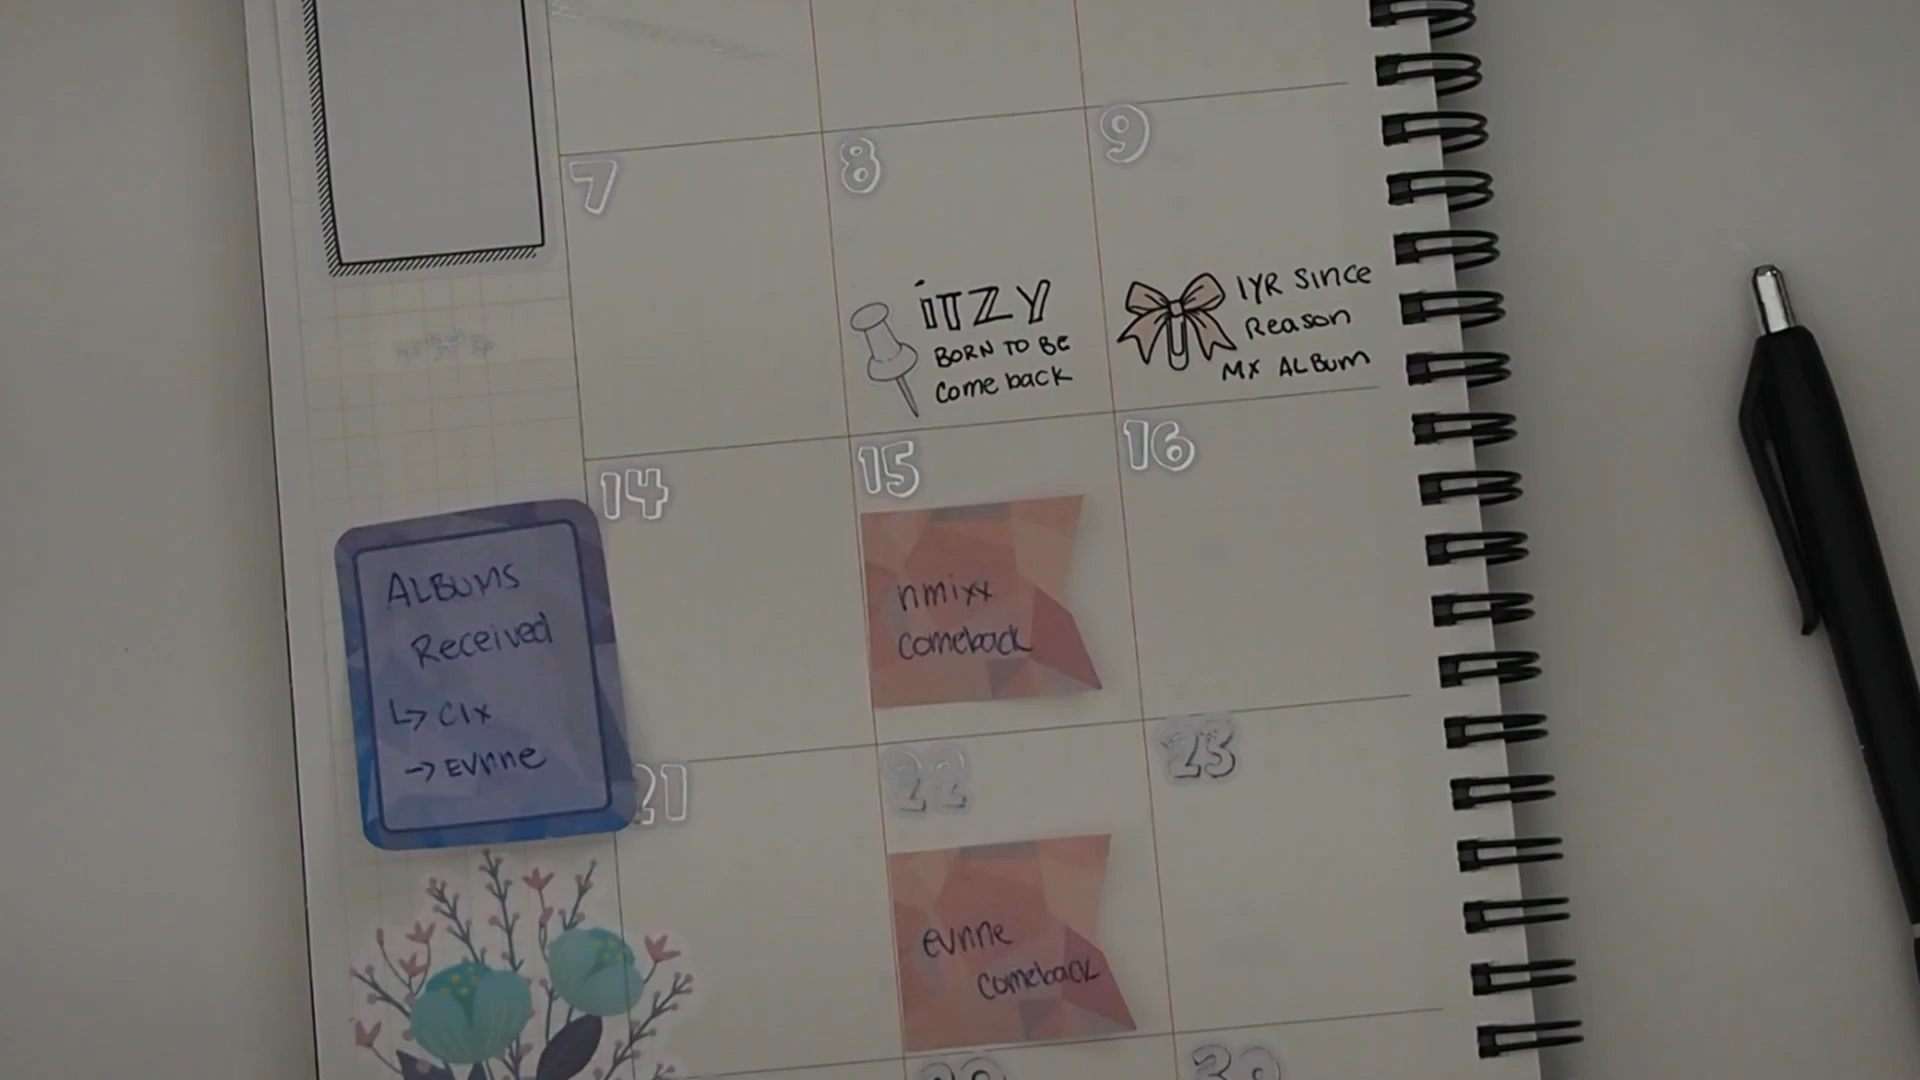 7
8
9
iTZY
BORN TO BE
Come back
1YR Since
Reason
MX ALBum
14
15
16
nmixx
comeback
ALBUMS
Received
↳ CIX
→ EVnne
21
22
23
evnne
comeback
30